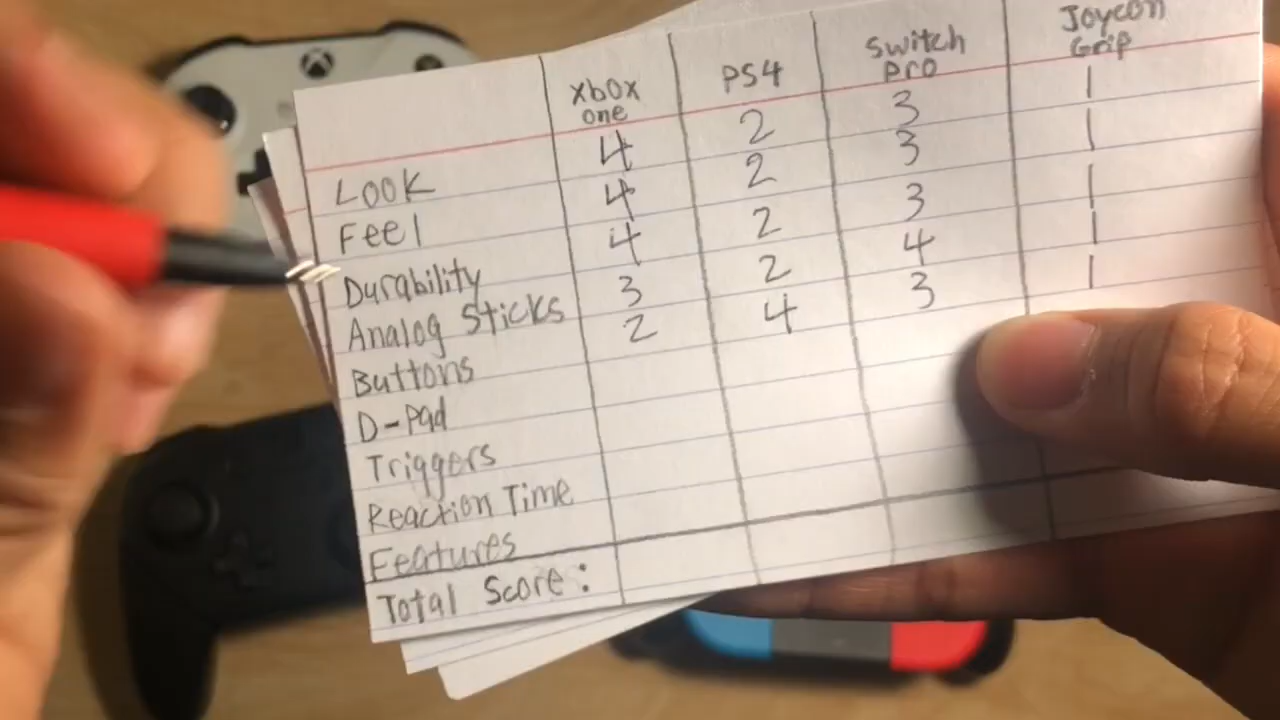 xbox one PS4 Switch Pro Joycon Grip
Look 4 2 3 1
Feel 4 2 3 1
Durability 4 2 3 1
Analog Sticks 3 2 4 1
Buttons 2 4 3 1
D-Pad
Triggers
Reaction Time
Features
Total Score: